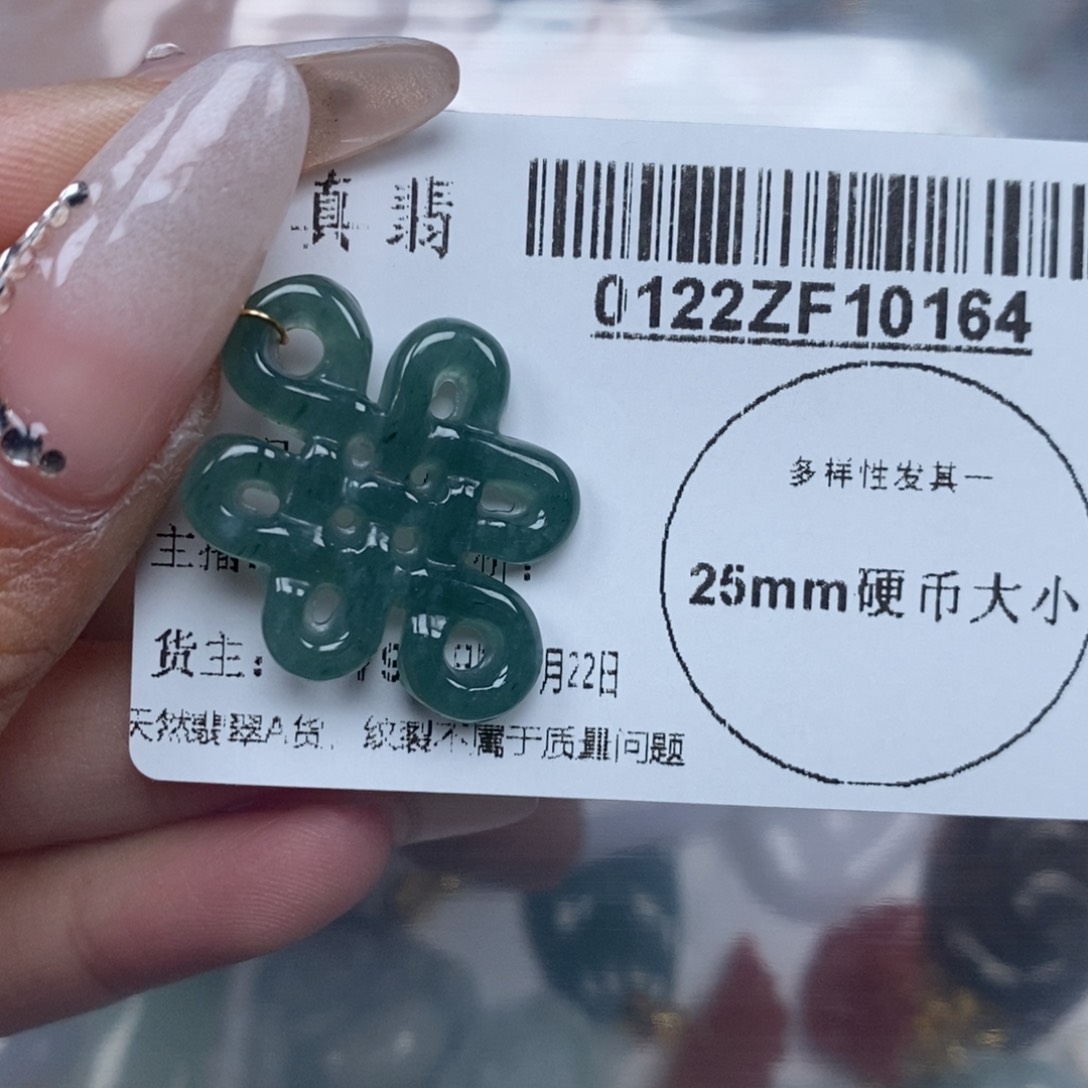 真 翡
0122ZF10164
多样性发其一
25mm硬币大小
主播:
货主:
月22日
天然翡翠A货 纹裂不属于质量问题